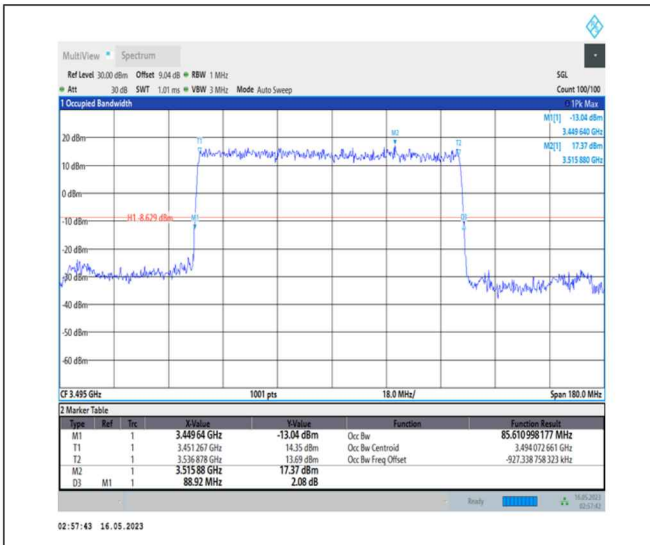 MultiView Spectrum
Ref Level 30.00 dBm Offset 9.04 dB RBW 1 MHz SGL
Att 30 dB SWT 1.01 ms VBW 3 MHz Mode Auto Sweep Count 100/100
1 Occupied Bandwidth 1Pk Max
M1[1] -13.04 dBm
3.449 640 GHz
M2[1] 17.37 dBm
3.515 880 GHz
20 dBm
T1
M2
T2
10 dBm
0 dBm
H1 -8.629 dBm
M1
D3
-10 dBm
-20 dBm
-30 dBm
-40 dBm
-50 dBm
-60 dBm
CF 3.495 GHz 1001 pts 18.0 MHz/ Span 180.0 MHz
2 Marker Table
Type Ref Trc X-Value Y-Value Function Function Result
M1 1 3.449 64 GHz -13.04 dBm Occ Bw 85.610 998 177 MHz
T1 1 3.451 267 GHz 14.35 dBm Occ Bw Centroid 3.494 072 661 GHz
T2 1 3.536 878 GHz 13.69 dBm Occ Bw Freq Offset -927.338 758 323 kHz
M2 1 3.515 88 GHz 17.37 dBm
D3 M1 1 88.92 MHz 2.08 dB
Ready 16.05.2023
02:57:42
02:57:43 16.05.2023